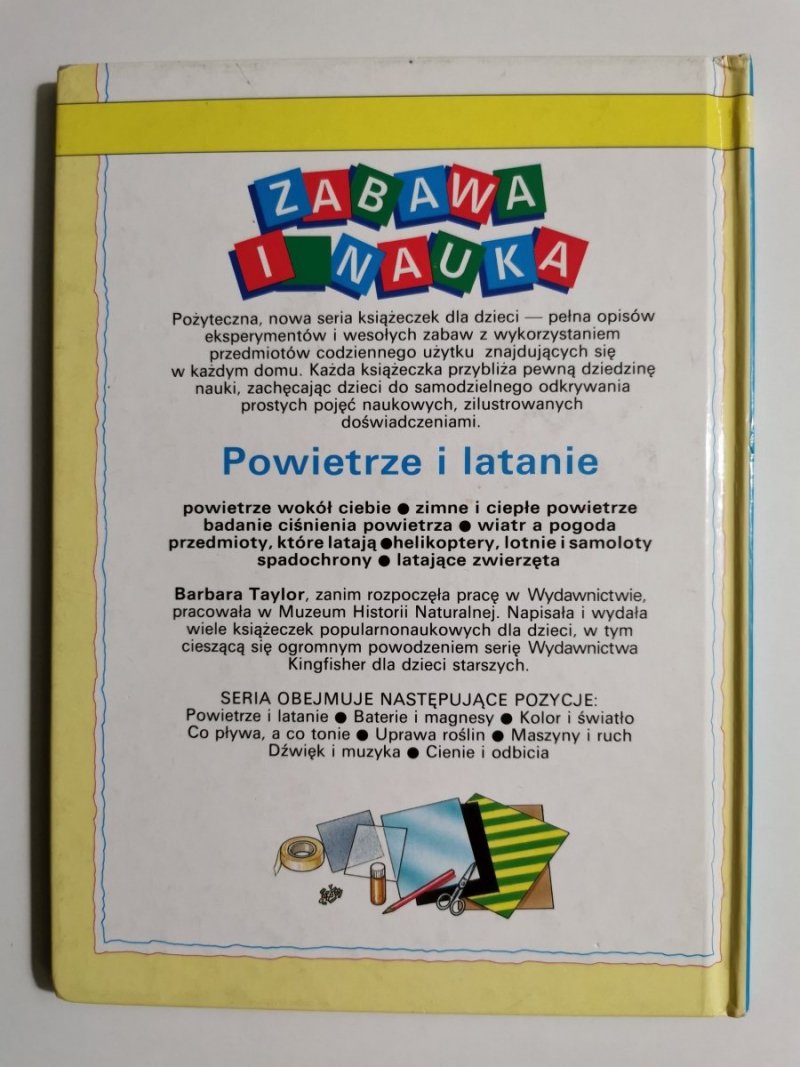 ZABAWA
I NAUKA
Pożyteczna, nowa seria książeczek dla dzieci — pełna opisów
eksperymentów i wesołych zabaw z wykorzystaniem
przedmiotów codziennego użytku znajdujących się
w każdym domu. Każda książeczka przybliża pewną dziedzinę
nauki, zachęcając dzieci do samodzielnego odkrywania
prostych pojęć naukowych, zilustrowanych
doświadczeniami.
Powietrze i latanie
powietrze wokół ciebie ● zimne i ciepłe powietrze
badanie ciśnienia powietrza ● wiatr a pogoda
przedmioty, które latają ● helikoptery, lotnie i samoloty
spadochrony ● latające zwierzęta
Barbara Taylor, zanim rozpoczęła pracę w Wydawnictwie,
pracowała w Muzeum Historii Naturalnej. Napisała i wydała
wiele książeczek popularnonaukowych dla dzieci, w tym
cieszącą się ogromnym powodzeniem serię Wydawnictwa
Kingfisher dla dzieci starszych.
SERIA OBEJMUJE NASTĘPUJĄCE POZYCJE:
Powietrze i latanie ● Baterie i magnesy ● Kolor i światło
Co pływa, a co tonie ● Uprawa roślin ● Maszyny i ruch
Dźwięk i muzyka ● Cienie i odbicia